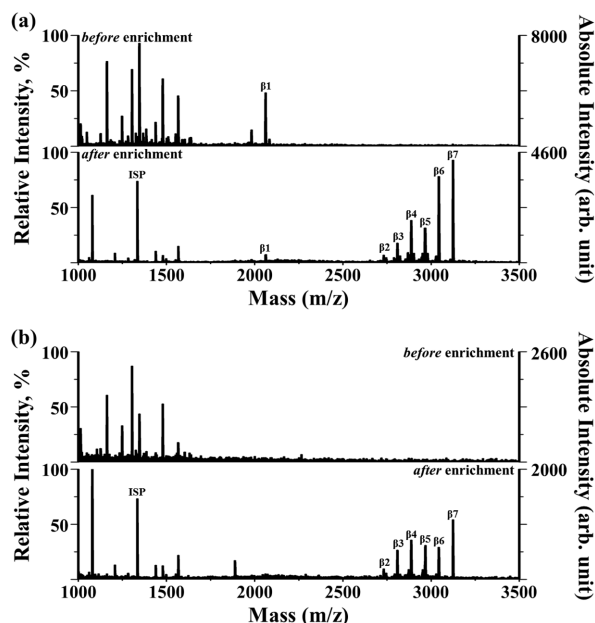 (a)
Relative Intensity, %
Absolute Intensity (arb. unit)
100
before enrichment
8000
50
β1
100
after enrichment
4600
ISP
β7
β6
50
β4
β5
β3
β2
β1
1000 1500 2000 2500 3000 3500
Mass (m/z)
(b)
Relative Intensity, %
Absolute Intensity (arb. unit)
100
before enrichment
2600
50
100
after enrichment
2000
ISP
β7
50
β4
β5
β6
β3
β2
1000 1500 2000 2500 3000 3500
Mass (m/z)